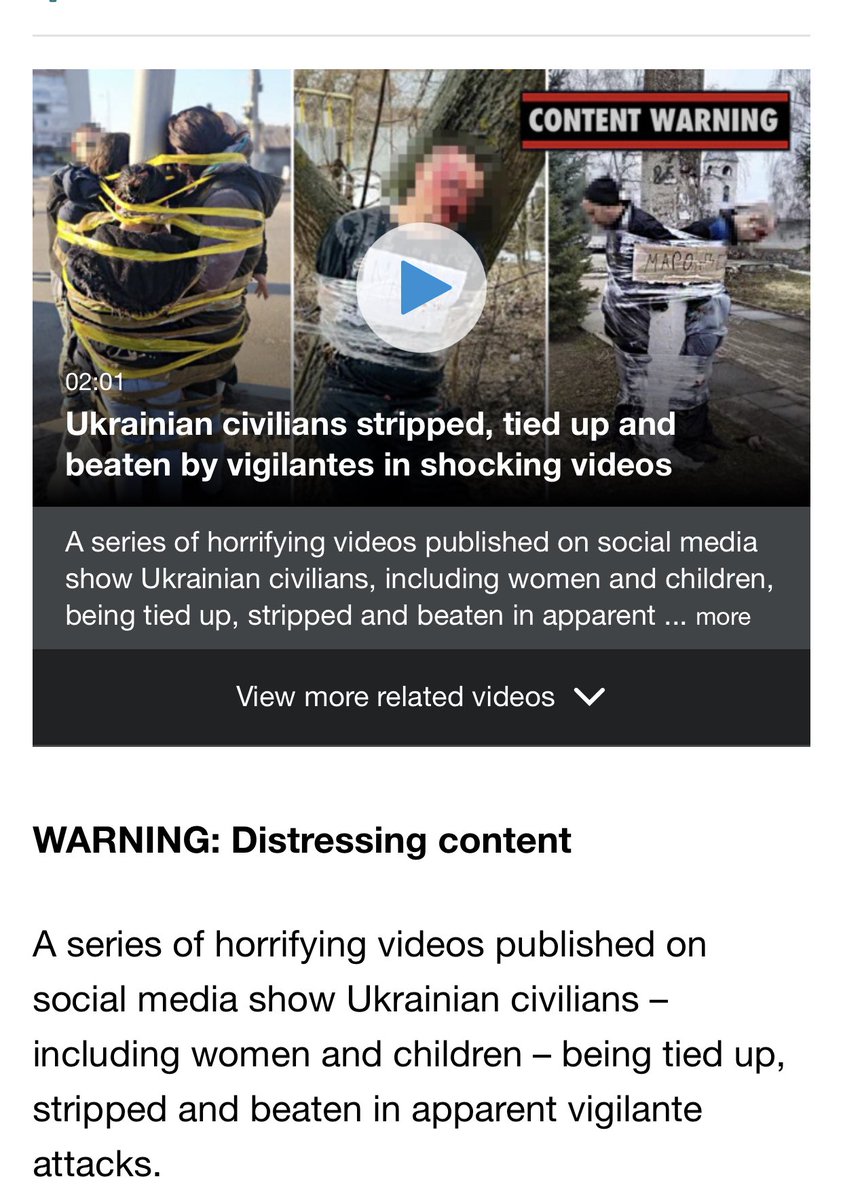 CONTENT WARNING
02:01
Ukrainian civilians stripped, tied up and
beaten by vigilantes in shocking videos
A series of horrifying videos published on social media
show Ukrainian civilians, including women and children,
being tied up, stripped and beaten in apparent ... more
View more related videos
WARNING: Distressing content
A series of horrifying videos published on
social media show Ukrainian civilians –
including women and children – being tied up,
stripped and beaten in apparent vigilante
attacks.